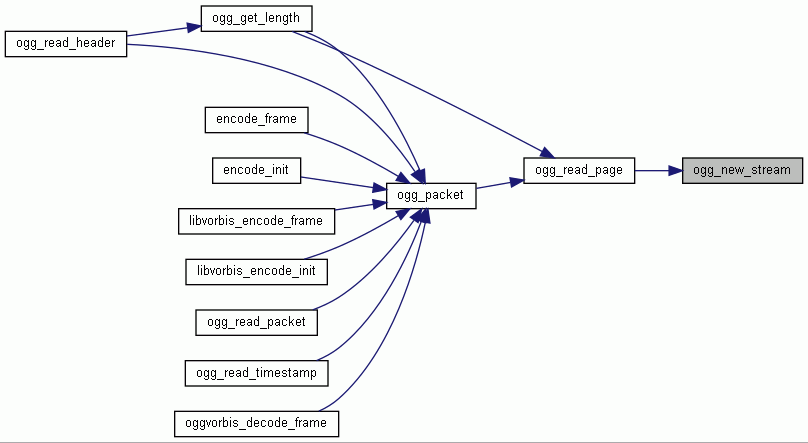 ogg_get_length
ogg_read_header
encode_frame
encode_init
ogg_read_page
ogg_new_stream
ogg_packet
libvorbis_encode_frame
libvorbis_encode_init
ogg_read_packet
ogg_read_timestamp
oggvorbis_decode_frame